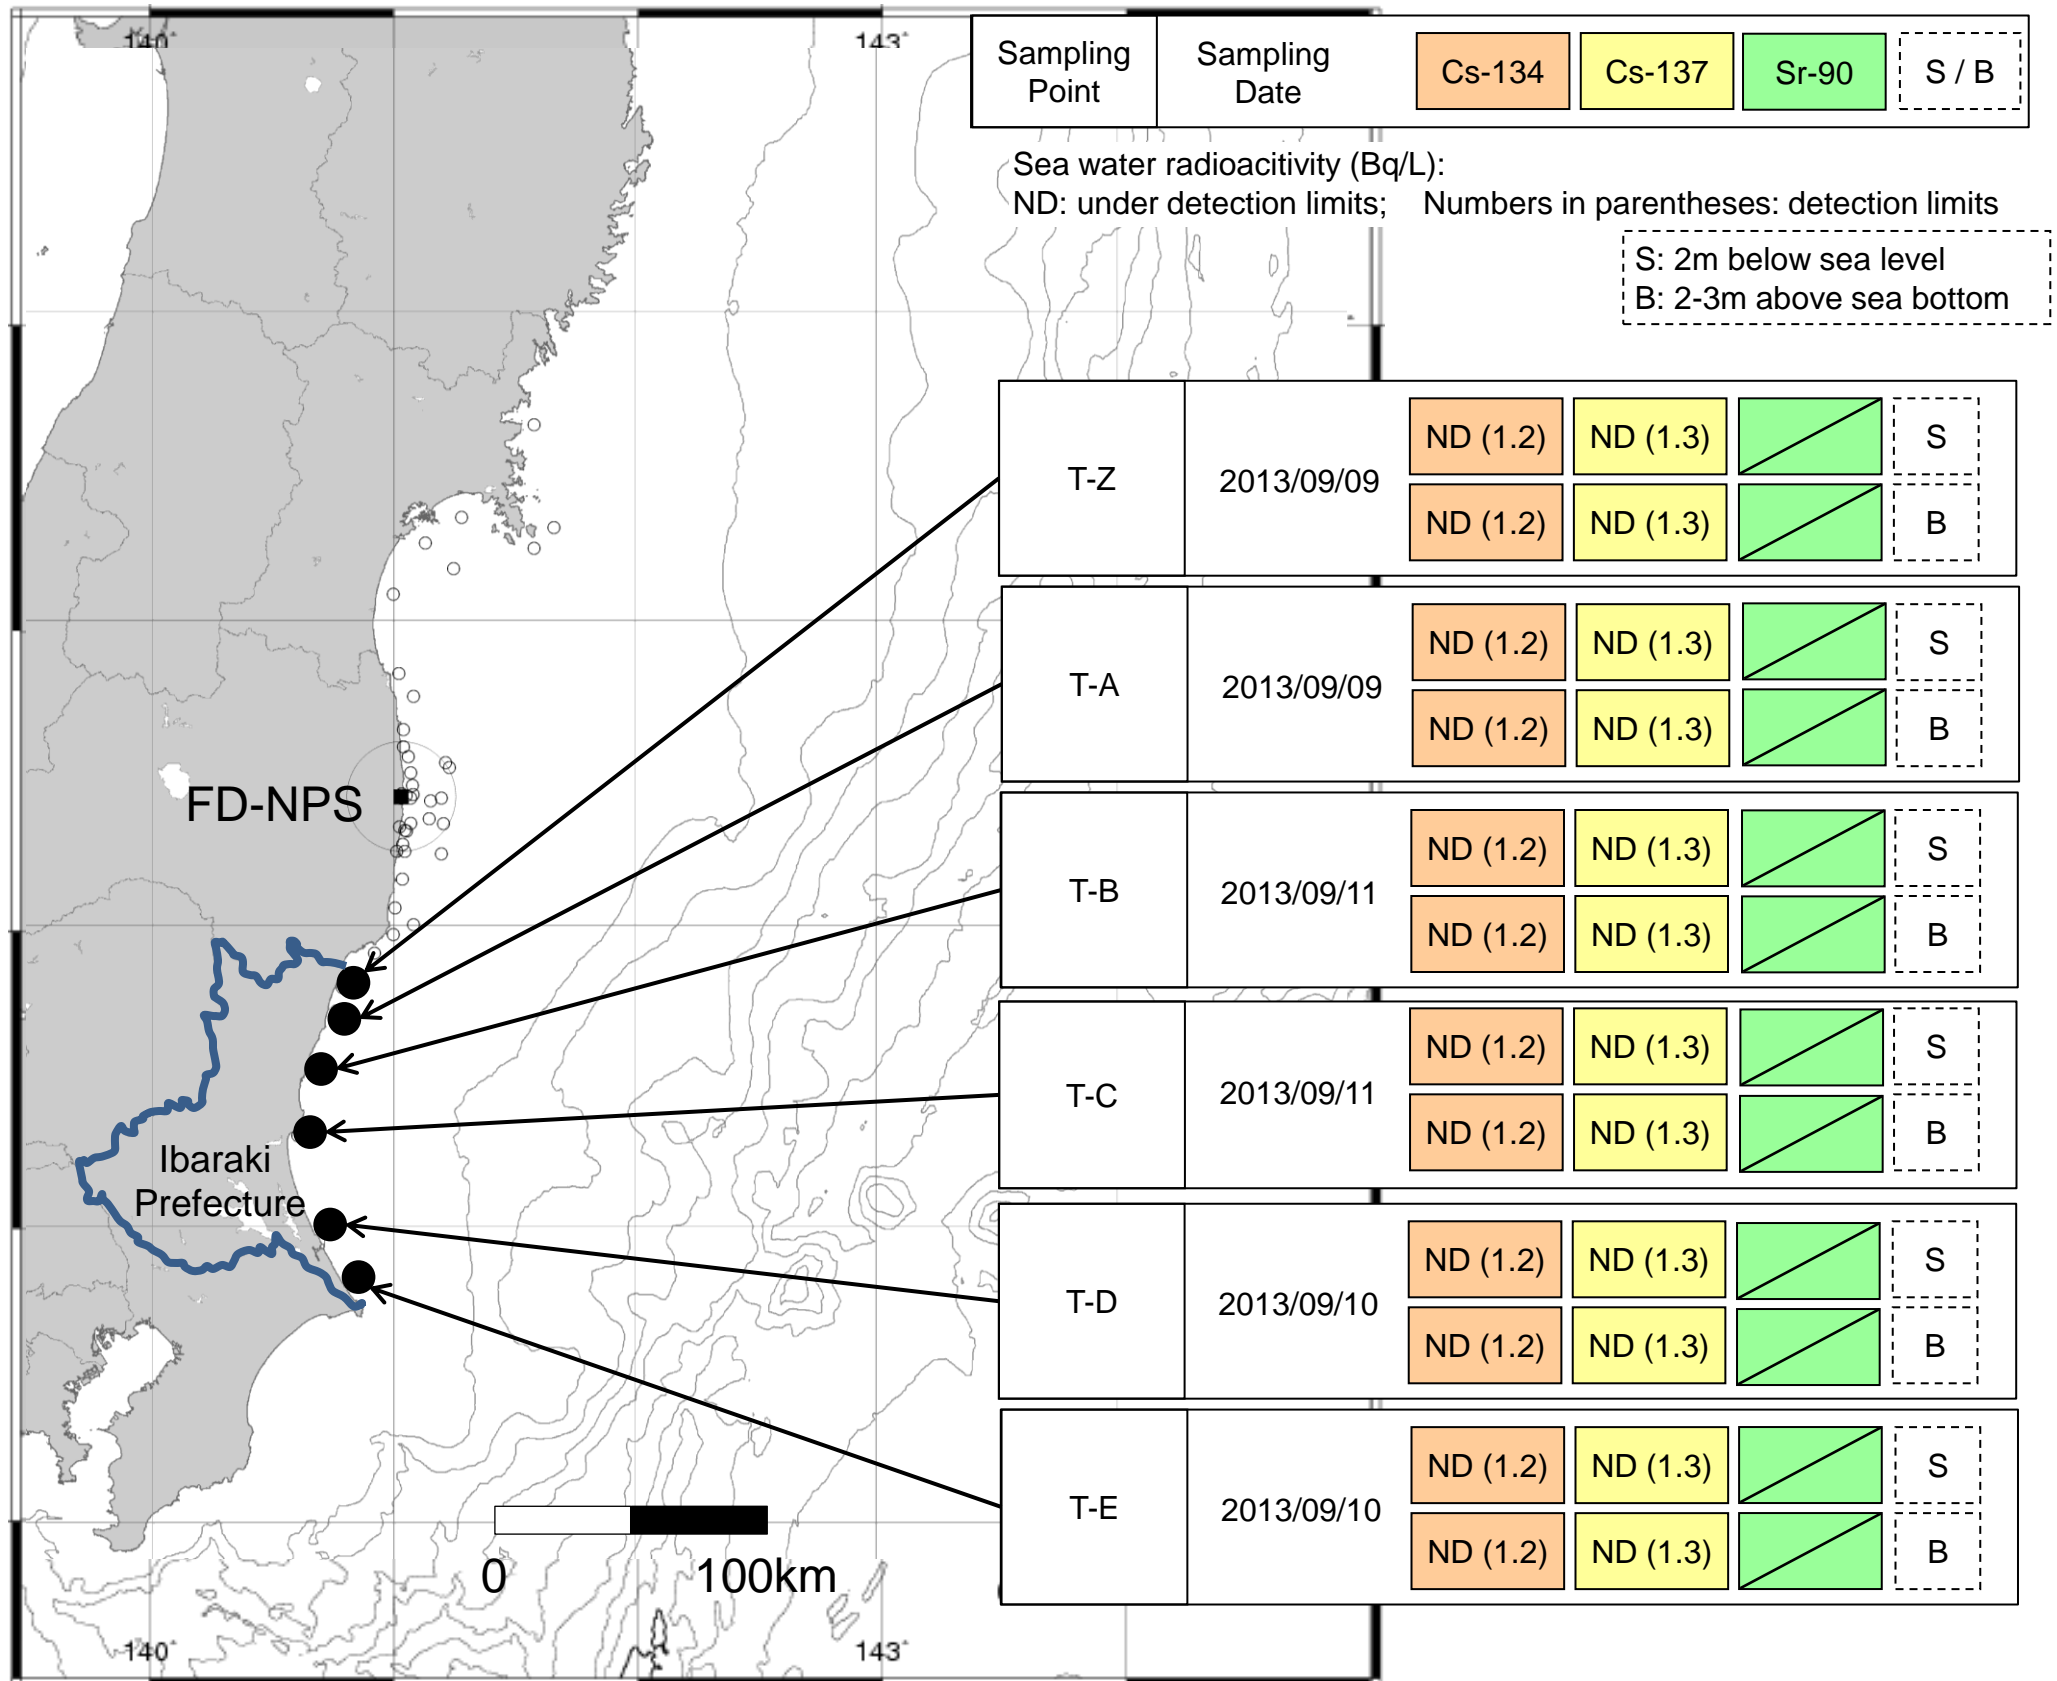 140°
143°
Sampling
Point
Sampling
Date
Cs-134
Cs-137
Sr-90
S / B
Sea water radioacitivity (Bq/L):
ND: under detection limits; Numbers in parentheses: detection limits
S: 2m below sea level
B: 2-3m above sea bottom
T-Z
2013/09/09
ND (1.2)
ND (1.3)
S
ND (1.2)
ND (1.3)
B
T-A
2013/09/09
ND (1.2)
ND (1.3)
S
ND (1.2)
ND (1.3)
B
FD-NPS
T-B
2013/09/11
ND (1.2)
ND (1.3)
S
ND (1.2)
ND (1.3)
B
T-C
2013/09/11
ND (1.2)
ND (1.3)
S
ND (1.2)
ND (1.3)
B
Ibaraki
Prefecture
T-D
2013/09/10
ND (1.2)
ND (1.3)
S
ND (1.2)
ND (1.3)
B
T-E
2013/09/10
ND (1.2)
ND (1.3)
S
ND (1.2)
ND (1.3)
B
0
100km
140°
143°